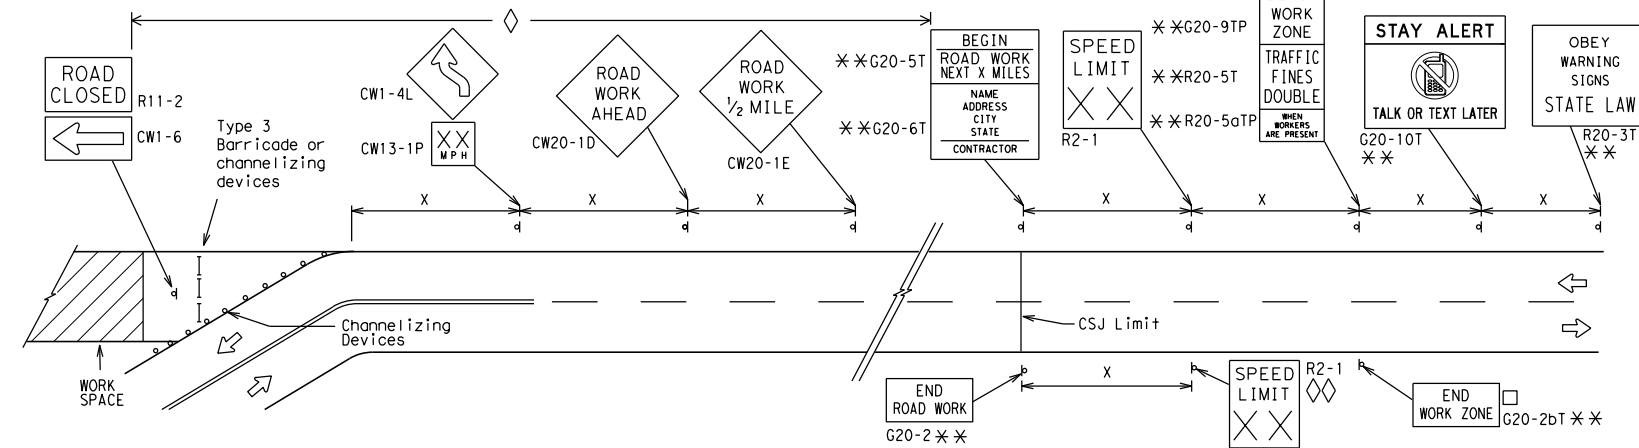 ROAD
CLOSED
R11-2
CW1-6
Type 3
Barricade or
channelizing
devices
CW1-4L
XX
MPH
CW13-1P
ROAD
WORK
AHEAD
CW20-1D
ROAD
WORK
1/2 MILE
CW20-1E
**G20-5T
**G20-6T
BEGIN
ROAD WORK
NEXT X MILES
NAME
ADDRESS
CITY
STATE
CONTRACTOR
SPEED
LIMIT
XX
R2-1
**G20-9TP
**R20-5T
**R20-5aTP
WORK
ZONE
TRAFFIC
FINES
DOUBLE
WHEN
WORKERS
ARE PRESENT
STAY ALERT
TALK OR TEXT LATER
G20-10T
**
OBEY
WARNING
SIGNS
STATE LAW
R20-3T
**
X X X X X X X
Channelizing
Devices
CSJ Limit
WORK
SPACE
END
ROAD WORK
G20-2**
X
SPEED
LIMIT
XX
R2-1
END
WORK ZONE
G20-2bT **